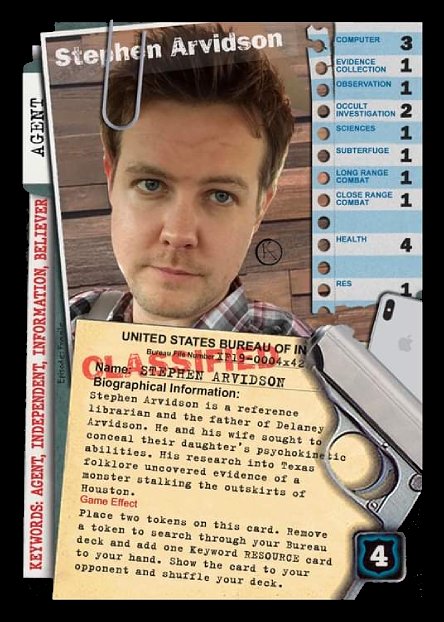 Stephen Arvidson
COMPUTER 3
EVIDENCE
COLLECTION 1
OBSERVATION 1
OCCULT
INVESTIGATION 2
SCIENCES 1
SUBTERFUGE 1
LONG RANGE
COMBAT 1
CLOSE RANGE
COMBAT 1
HEALTH 4
RES 1
AGENT
KEYWORDS: AGENT, INDEPENDENT, INFORMATION, BELIEVER
K
UNITED STATES BUREAU OF IN
Bureau File Number XF19-0004x42
CLASSIFIED
Name: STEPHEN ARVIDSON
Biographical Information:
Stephen Arvidson is a reference
librarian and the father of Delaney
Arvidson. He and his wife sought to
conceal their daughter's psychokinetic
abilities. His research into Texas
folklore uncovered evidence of a
monster stalking the outskirts of
Houston.
Game Effect
Place two tokens on this card. Remove
a token to search through your Bureau
deck and add one Keyword RESOURCE card
to your hand. Show the card to your
opponent and shuffle your deck.
4